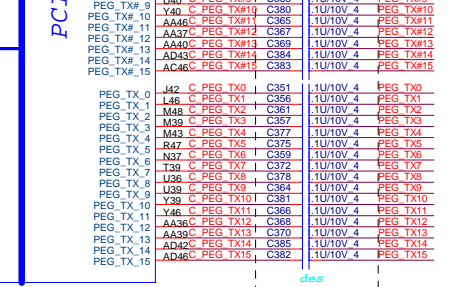 PCI
PEG_TX#_9 U40 C_PEG_TX#9
PEG_TX#_10 Y40 C_PEG_TX#10 C380 .1U/10V_4 PEG_TX#10
PEG_TX#_11 AA46 C_PEG_TX#11 C365 .1U/10V_4 PEG_TX#11
PEG_TX#_12 AA37 C_PEG_TX#12 C367 .1U/10V_4 PEG_TX#12
PEG_TX#_13 AA40 C_PEG_TX#13 C369 .1U/10V_4 PEG_TX#13
PEG_TX#_14 AD43 C_PEG_TX#14 C384 .1U/10V_4 PEG_TX#14
PEG_TX#_15 AC46 C_PEG_TX#15 C383 .1U/10V_4 PEG_TX#15
PEG_TX_0 J42 C_PEG_TX0 C351 .1U/10V_4 PEG_TX0
PEG_TX_1 L46 C_PEG_TX1 C356 .1U/10V_4 PEG_TX1
PEG_TX_2 M48 C_PEG_TX2 C361 .1U/10V_4 PEG_TX2
PEG_TX_3 M39 C_PEG_TX3 C357 .1U/10V_4 PEG_TX3
PEG_TX_4 M43 C_PEG_TX4 C377 .1U/10V_4 PEG_TX4
PEG_TX_5 R47 C_PEG_TX5 C375 .1U/10V_4 PEG_TX5
PEG_TX_6 N37 C_PEG_TX6 C359 .1U/10V_4 PEG_TX6
PEG_TX_7 T39 C_PEG_TX7 C372 .1U/10V_4 PEG_TX7
PEG_TX_8 U36 C_PEG_TX8 C378 .1U/10V_4 PEG_TX8
PEG_TX_9 U39 C_PEG_TX9 C364 .1U/10V_4 PEG_TX9
PEG_TX_10 Y39 C_PEG_TX10 C381 .1U/10V_4 PEG_TX10
PEG_TX_11 Y46 C_PEG_TX11 C366 .1U/10V_4 PEG_TX11
PEG_TX_12 AA36 C_PEG_TX12 C368 .1U/10V_4 PEG_TX12
PEG_TX_13 AA39 C_PEG_TX13 C370 .1U/10V_4 PEG_TX13
PEG_TX_14 AD42 C_PEG_TX14 C385 .1U/10V_4 PEG_TX14
PEG_TX_15 AD46 C_PEG_TX15 C382 .1U/10V_4 PEG_TX15
des